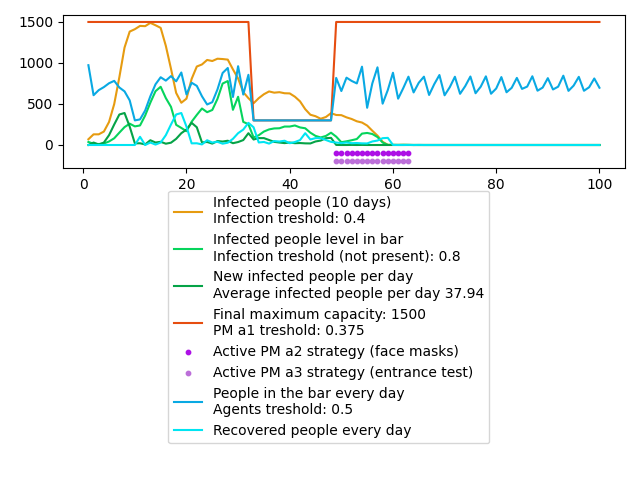 1500
1000
500
0
0 20 40 60 80 100
Infected people (10 days)
Infection treshold: 0.4
Infected people level in bar
Infection treshold (not present): 0.8
New infected people per day
Average infected people per day 37.94
Final maximum capacity: 1500
PM a1 treshold: 0.375
Active PM a2 strategy (face masks)
Active PM a3 strategy (entrance test)
People in the bar every day
Agents treshold: 0.5
Recovered people every day